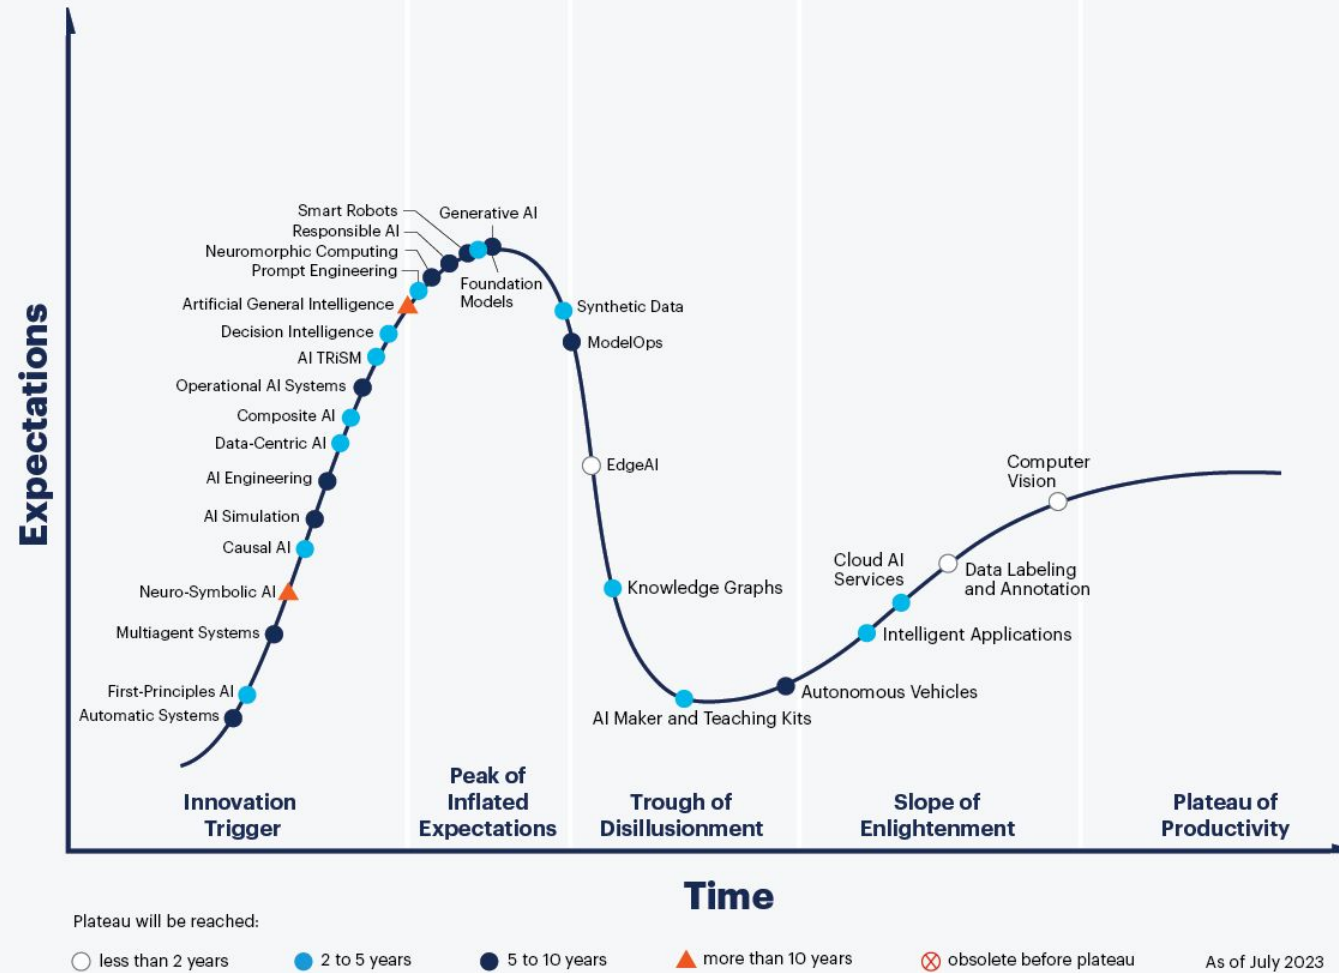 Smart Robots
Generative AI
Responsible AI
Neuromorphic Computing
Prompt Engineering
Foundation
Models
Artificial General Intelligence
Synthetic Data
Decision Intelligence
ModelOps
AI TRiSM
Operational AI Systems
Composite AI
Data-Centric AI
EdgeAI
Computer
Vision
AI Engineering
AI Simulation
Causal AI
Cloud AI
Services
Data Labeling
and Annotation
Neuro-Symbolic AI
Knowledge Graphs
Multiagent Systems
Intelligent Applications
First-Principles AI
Autonomous Vehicles
Automatic Systems
AI Maker and Teaching Kits
Expectations
Innovation
Trigger
Peak of
Inflated
Expectations
Trough of
Disillusionment
Slope of
Enlightenment
Plateau of
Productivity
Time
Plateau will be reached:
less than 2 years
2 to 5 years
5 to 10 years
more than 10 years
obsolete before plateau
As of July 2023